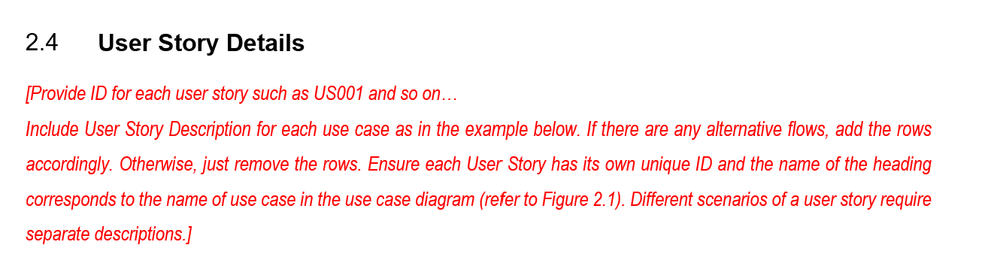 2.4 User Story Details
[Provide ID for each user story such as US001 and so on…
Include User Story Description for each use case as in the example below. If there are any alternative flows, add the rows
accordingly. Otherwise, just remove the rows. Ensure each User Story has its own unique ID and the name of the heading
corresponds to the name of use case in the use case diagram (refer to Figure 2.1). Different scenarios of a user story require
separate descriptions.]